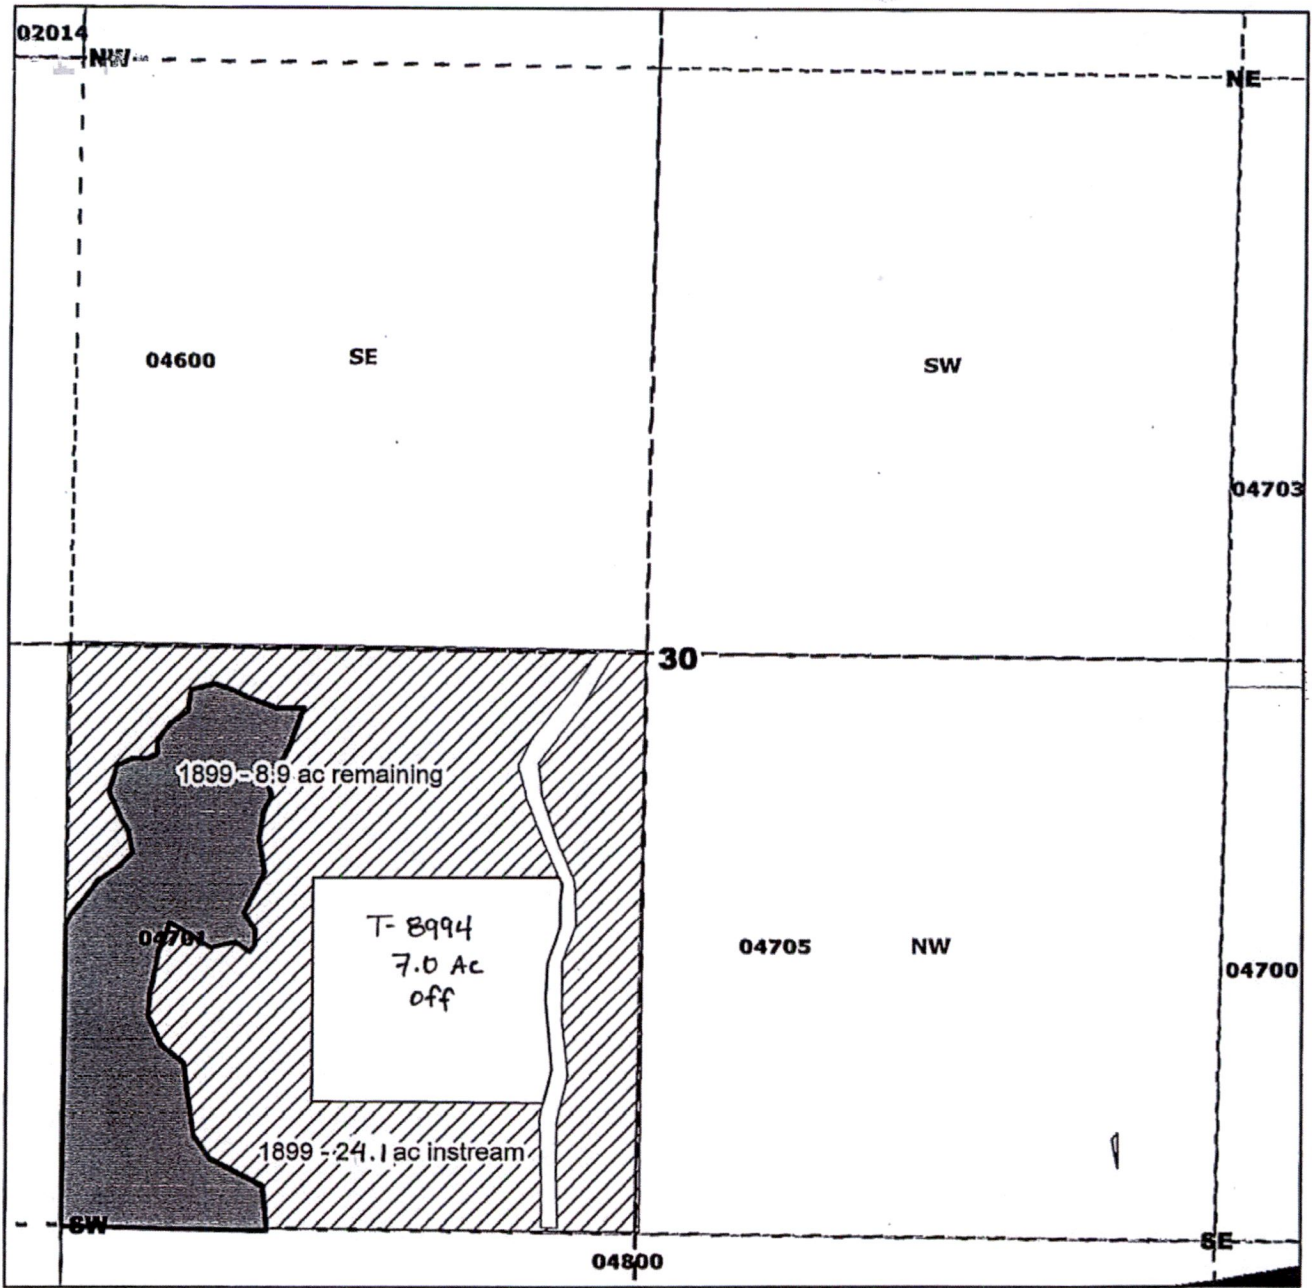 02014
NW
NE
04600
SE
SW
04703
30
1899 - 8.9 ac remaining
04701
T- 8994
7.0 Ac
off
04705
NW
04700
1899 - 24.1 ac instream
SW
SE
04800